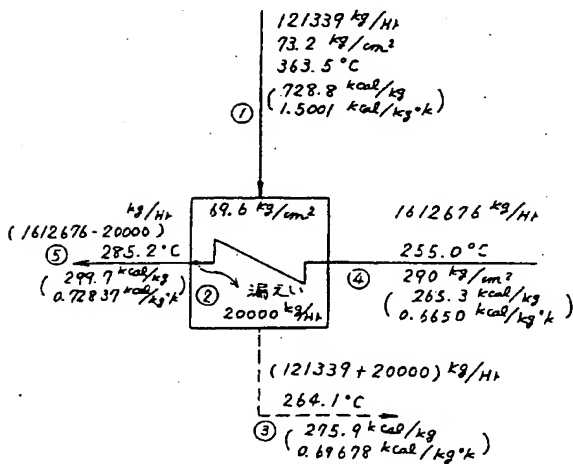 121339 kg/Hr
73.2 kg/cm²
363.5 °C
(728.8 kcal/kg
1.5001 kcal/kg°k)
①
kg/Hr
(1612676-20000)
⑤ 285.2 °C
(299.7 kcal/kg
0.72837 kcal/kg°k)
69.6 kg/cm²
② 漏えい
20000 kg/Hr
1612676 kg/Hr
255.0 °C
④ 290 kg/cm²
(265.3 kcal/kg
0.6650 kcal/kg°k)
(121339+20000) kg/Hr
264.1 °C
③ (275.9 kcal/kg
0.69678 kcal/kg°k)